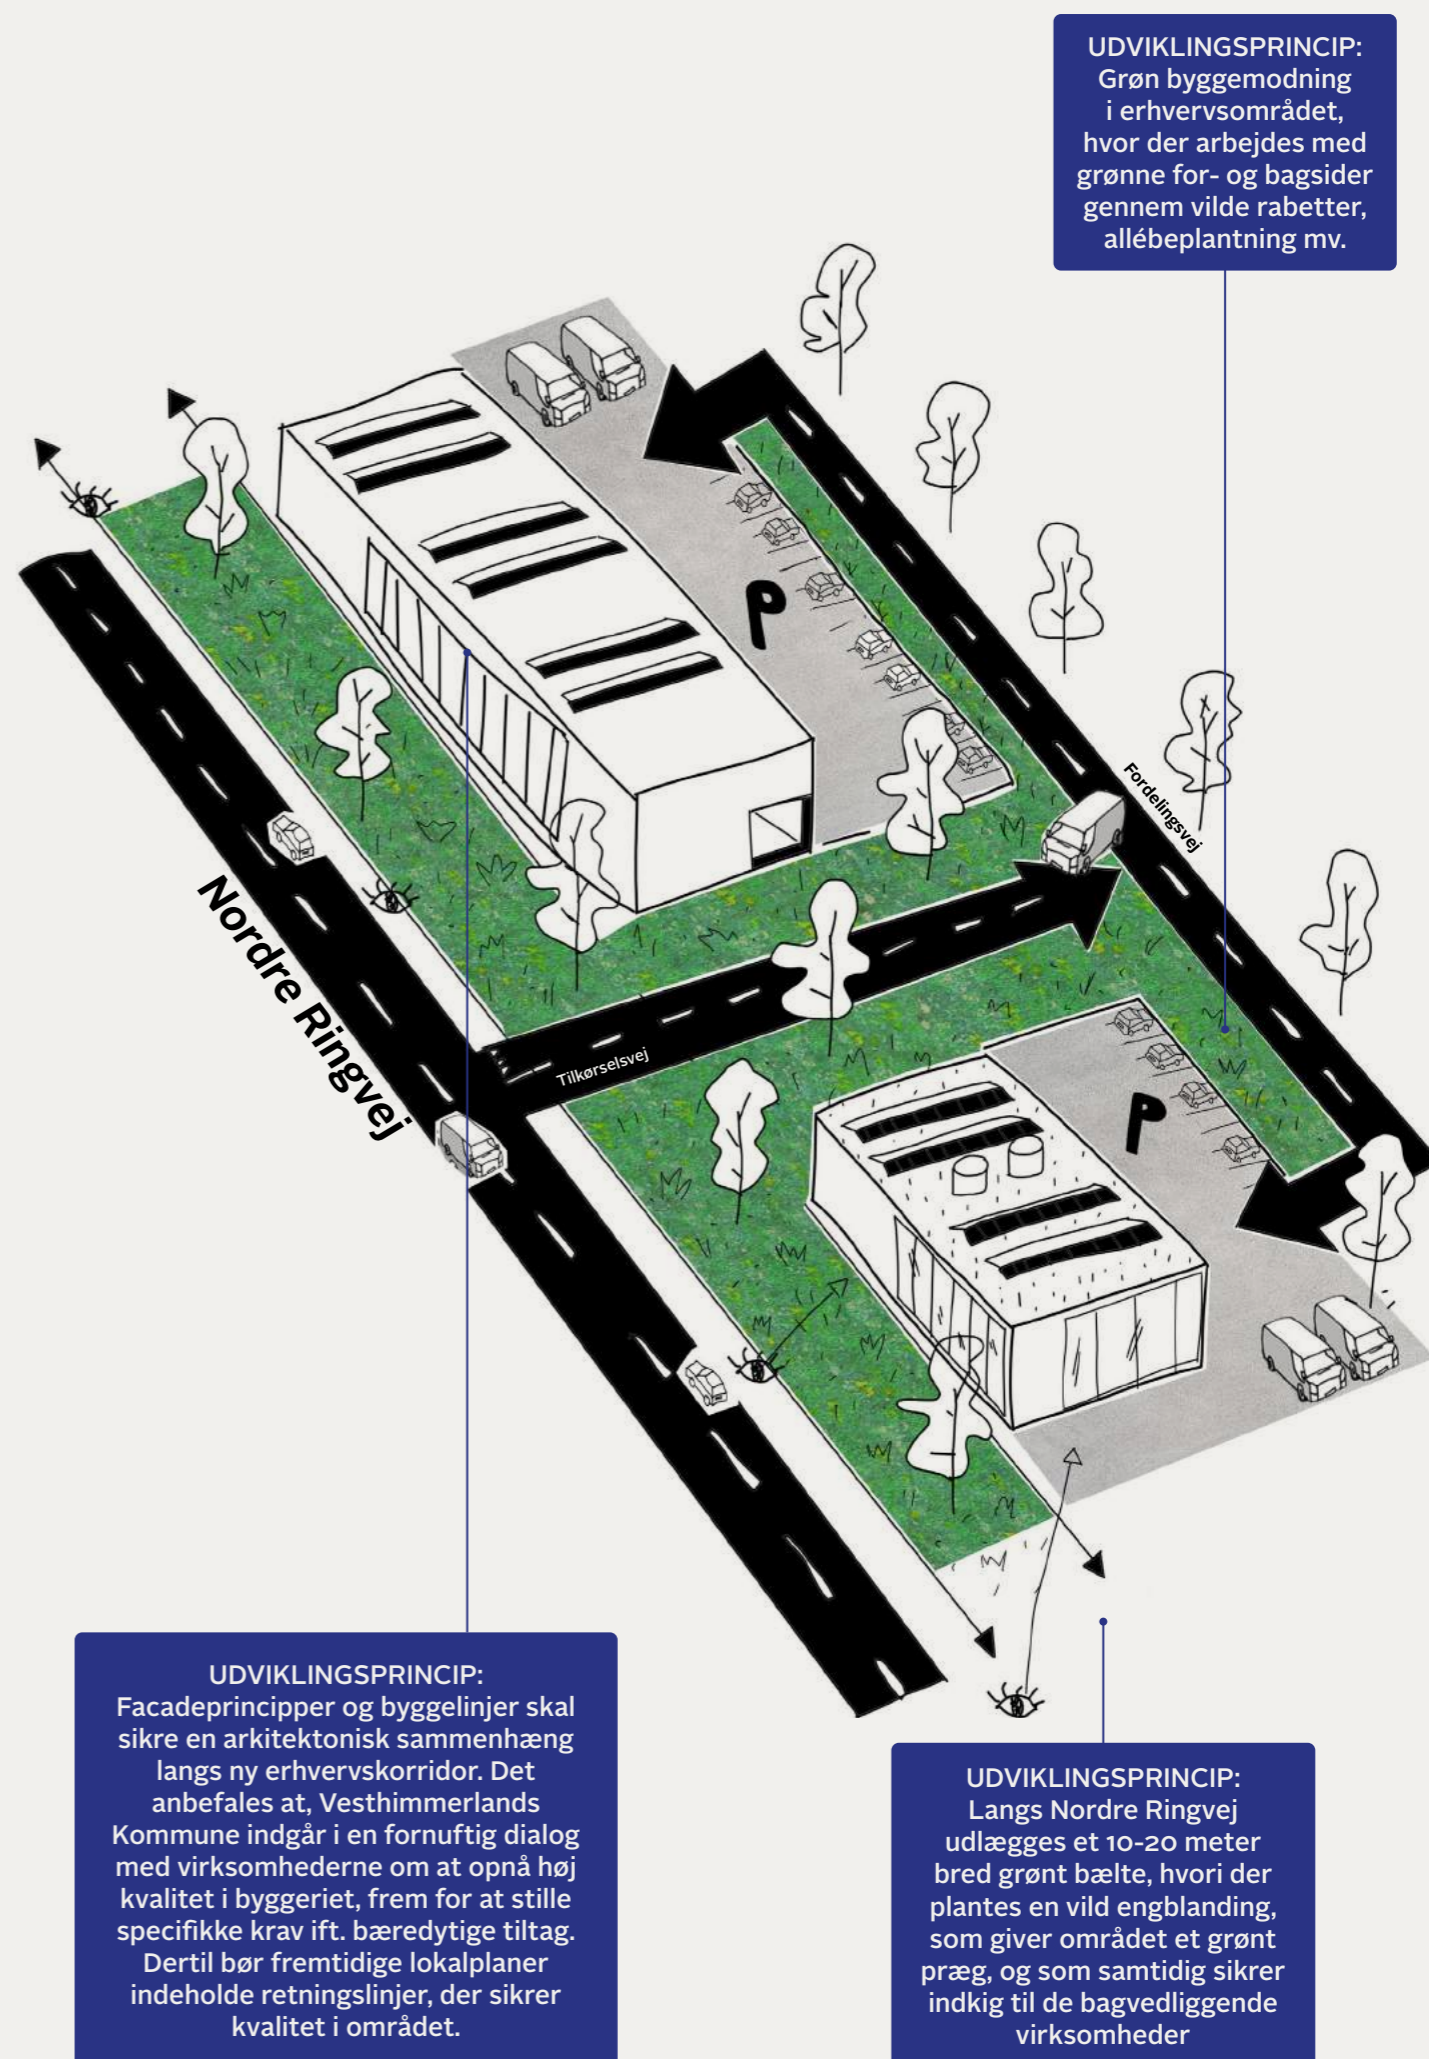 UDVIKLINGSPRINCIP:
Grøn byggemodning
i erhvervsområdet,
hvor der arbejdes med
grønne for- og bagsider
gennem vilde rabetter,
allébeplantning mv.
P
Fordelingsvej
Nordre Ringvej
Tilkørselsvej
P
UDVIKLINGSPRINCIP:
Facadeprincipper og byggelinjer skal
sikre en arkitektonisk sammenhæng
langs ny erhvervskorridor. Det
anbefales at, Vesthimmerlands
Kommune indgår i en fornuftig dialog
med virksomhederne om at opnå høj
kvalitet i byggeriet, frem for at stille
specifikke krav ift. bæredytige tiltag.
Dertil bør fremtidige lokalplaner
indeholde retningslinjer, der sikrer
kvalitet i området.
UDVIKLINGSPRINCIP:
Langs Nordre Ringvej
udlægges et 10-20 meter
bred grønt bælte, hvori der
plantes en vild engblanding,
som giver området et grønt
præg, og som samtidig sikrer
indkig til de bagvedliggende
virksomheder